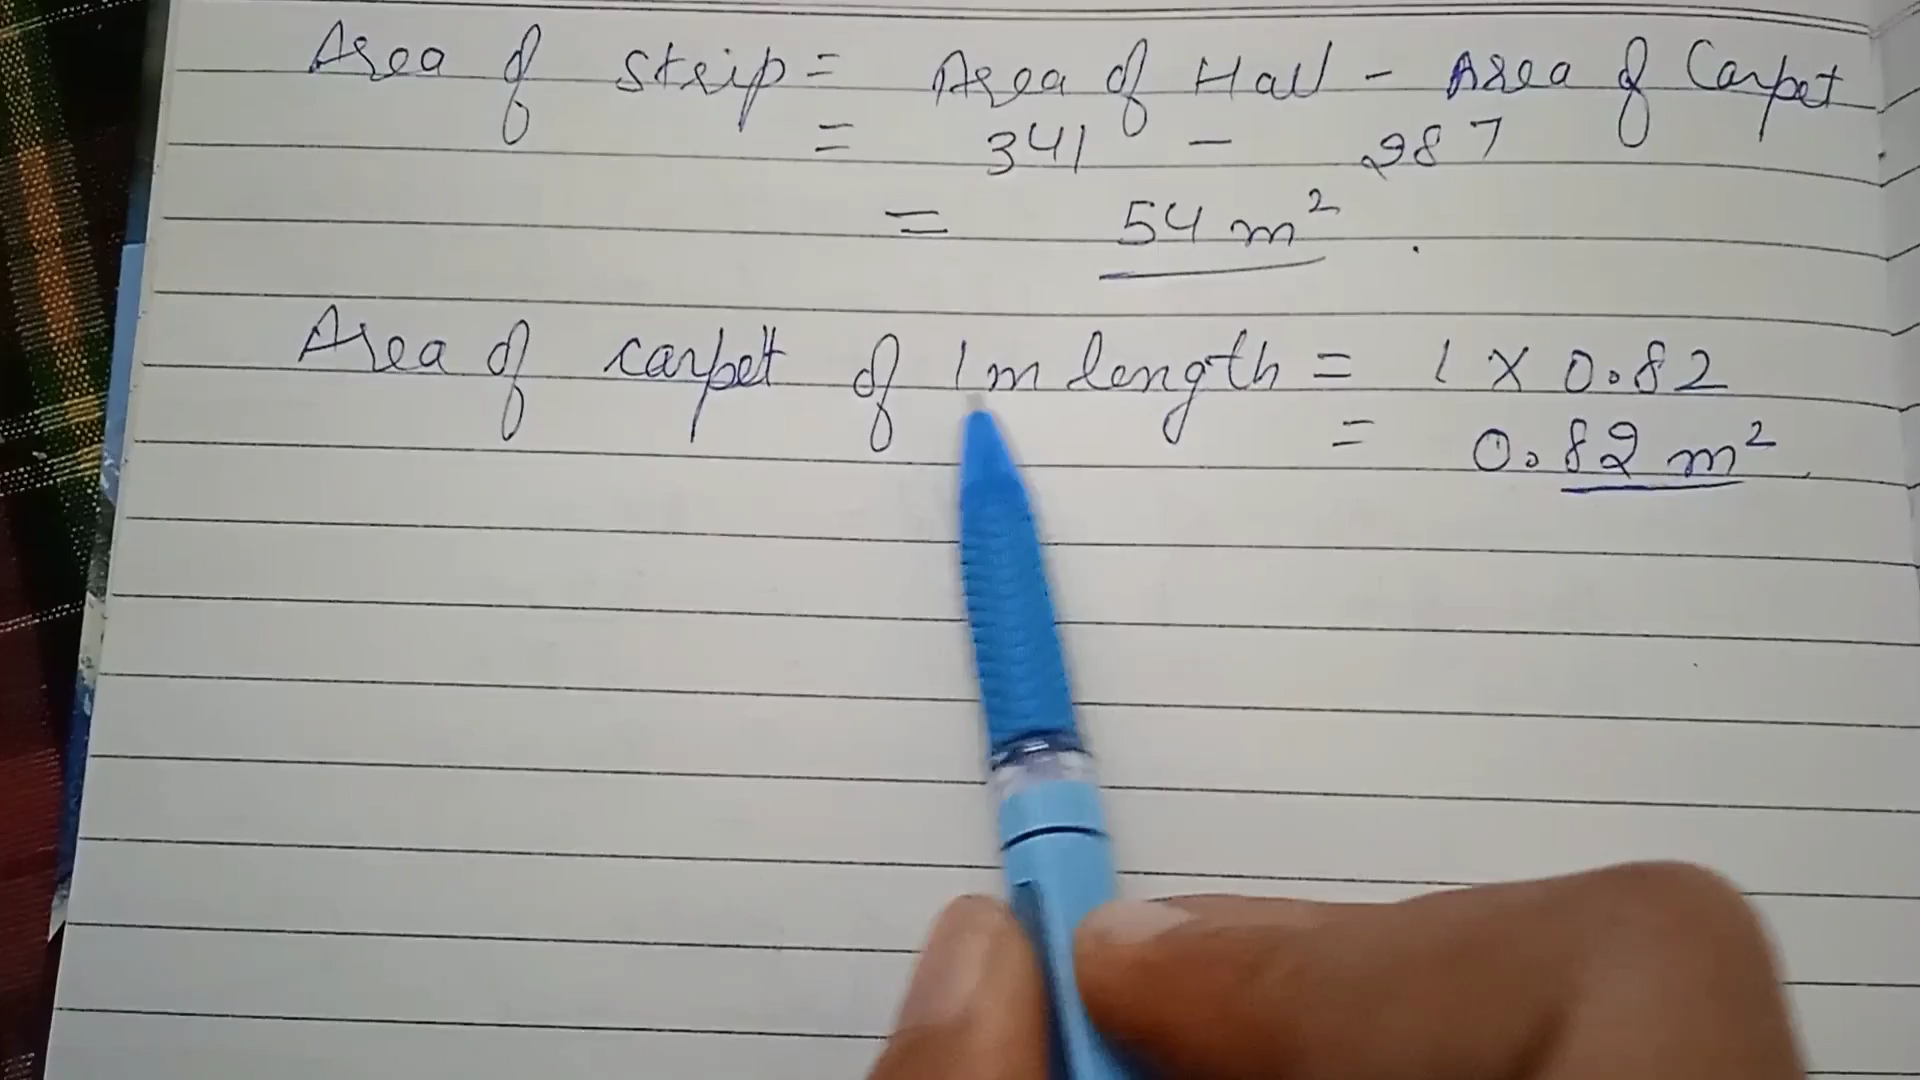 Area of strip = Area of Hall - Area of Carpet
= 341 - 287
= 54 m²
Area of carpet of 1m length = 1 X 0.82
= 0.82 m²